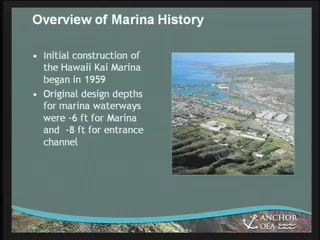 Overview of Marina History
• Initial construction of
the Hawaii Kai Marina
began in 1959
• Original design depths
for marina waterways
were -6 ft for Marina
and -8 ft for entrance
channel
ANCHOR
OEA